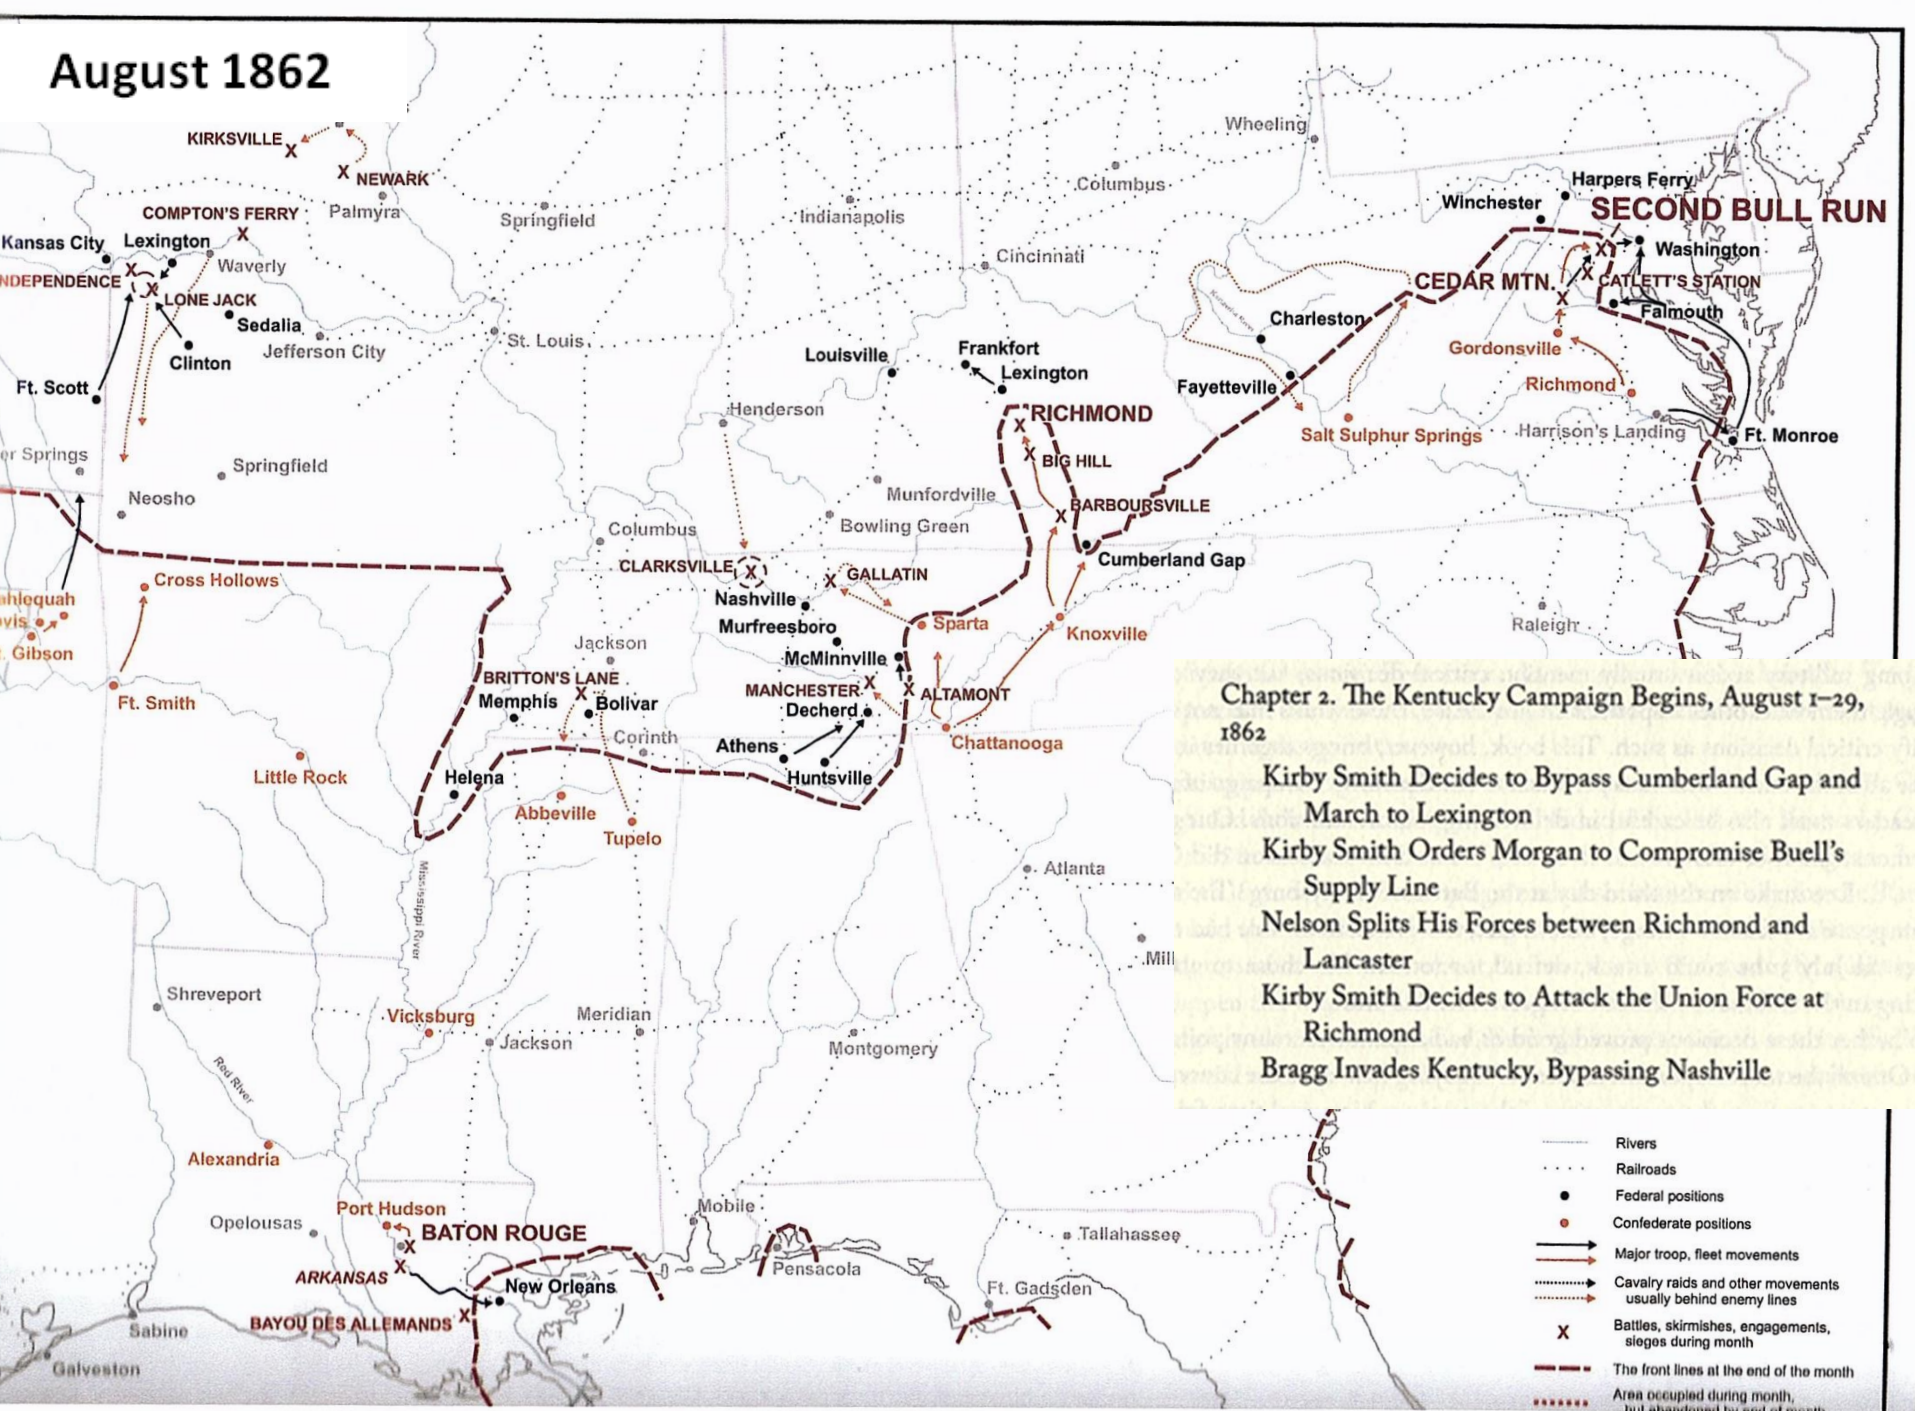 August 1862
KIRKSVILLE
NEWARK
Palmyra
COMPTON'S FERRY
Kansas City
Lexington
Waverly
NDEPENDENCE
LONE JACK
Sedalia
Jefferson City
Clinton
Ft. Scott
er Springs
Springfield
Neosho
Springfield
St. Louis
Indianapolis
Columbus
Wheeling
Cincinnati
Louisville
Frankfort
Lexington
Henderson
RICHMOND
BIG HILL
Munfordville
Bowling Green
BARBOURSVILLE
Cumberland Gap
Charleston
Fayetteville
Salt Sulphur Springs
Winchester
Harpers Ferry
SECOND BULL RUN
Washington
CEDAR MTN.
CATLETT'S STATION
Falmouth
Gordonsville
Richmond
Harrison's Landing
Ft. Monroe
Raleigh
Columbus
CLARKSVILLE
GALLATIN
Nashville
Murfreesboro
Sparta
Knoxville
McMinnville
MANCHESTER
ALTAMONT
Decherd
Athens
Huntsville
Chattanooga
Jackson
BRITTON'S LANE
Memphis
Bolivar
Corinth
Helena
Abbeville
Tupelo
Cross Hollows
ahlequah
vis
. Gibson
Ft. Smith
Little Rock
Mississippi River
Atlanta
Mill
Shreveport
Vicksburg
Jackson
Meridian
Montgomery
Red River
Alexandria
Port Hudson
Opelousas
BATON ROUGE
ARKANSAS
New Orleans
BAYOU DES ALLEMANDS
Sabine
Galveston
Mobile
Pensacola
Tallahassee
Ft. Gadsden
Chapter 2. The Kentucky Campaign Begins, August 1–29,
1862
Kirby Smith Decides to Bypass Cumberland Gap and
March to Lexington
Kirby Smith Orders Morgan to Compromise Buell's
Supply Line
Nelson Splits His Forces between Richmond and
Lancaster
Kirby Smith Decides to Attack the Union Force at
Richmond
Bragg Invades Kentucky, Bypassing Nashville
Rivers
Railroads
Federal positions
Confederate positions
Major troop, fleet movements
Cavalry raids and other movements
usually behind enemy lines
Battles, skirmishes, engagements,
sieges during month
The front lines at the end of the month
Area occupied during month,